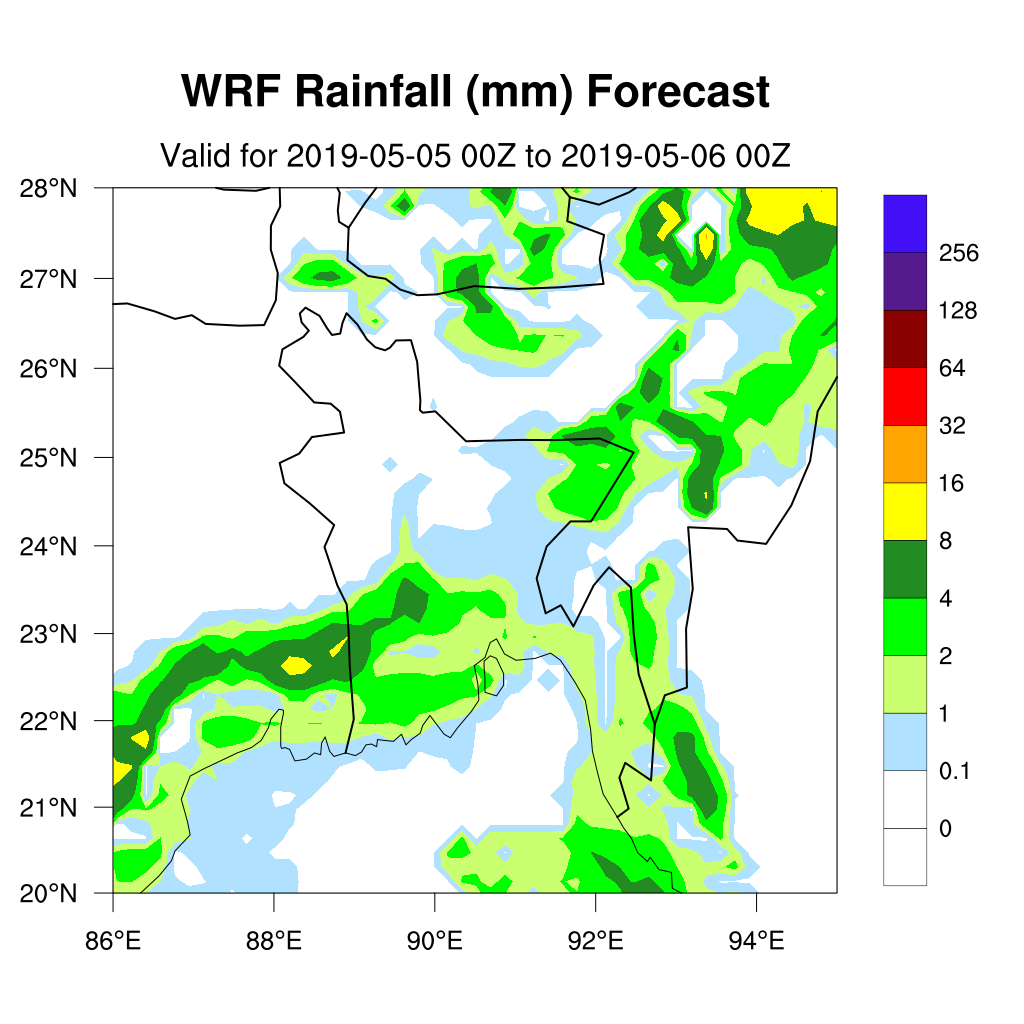 WRF Rainfall (mm) Forecast
Valid for 2019-05-05 00Z to 2019-05-06 00Z
28°N
27°N
26°N
25°N
24°N
23°N
22°N
21°N
20°N
86°E
88°E
90°E
92°E
94°E
256
128
64
32
16
8
4
2
1
0.1
0